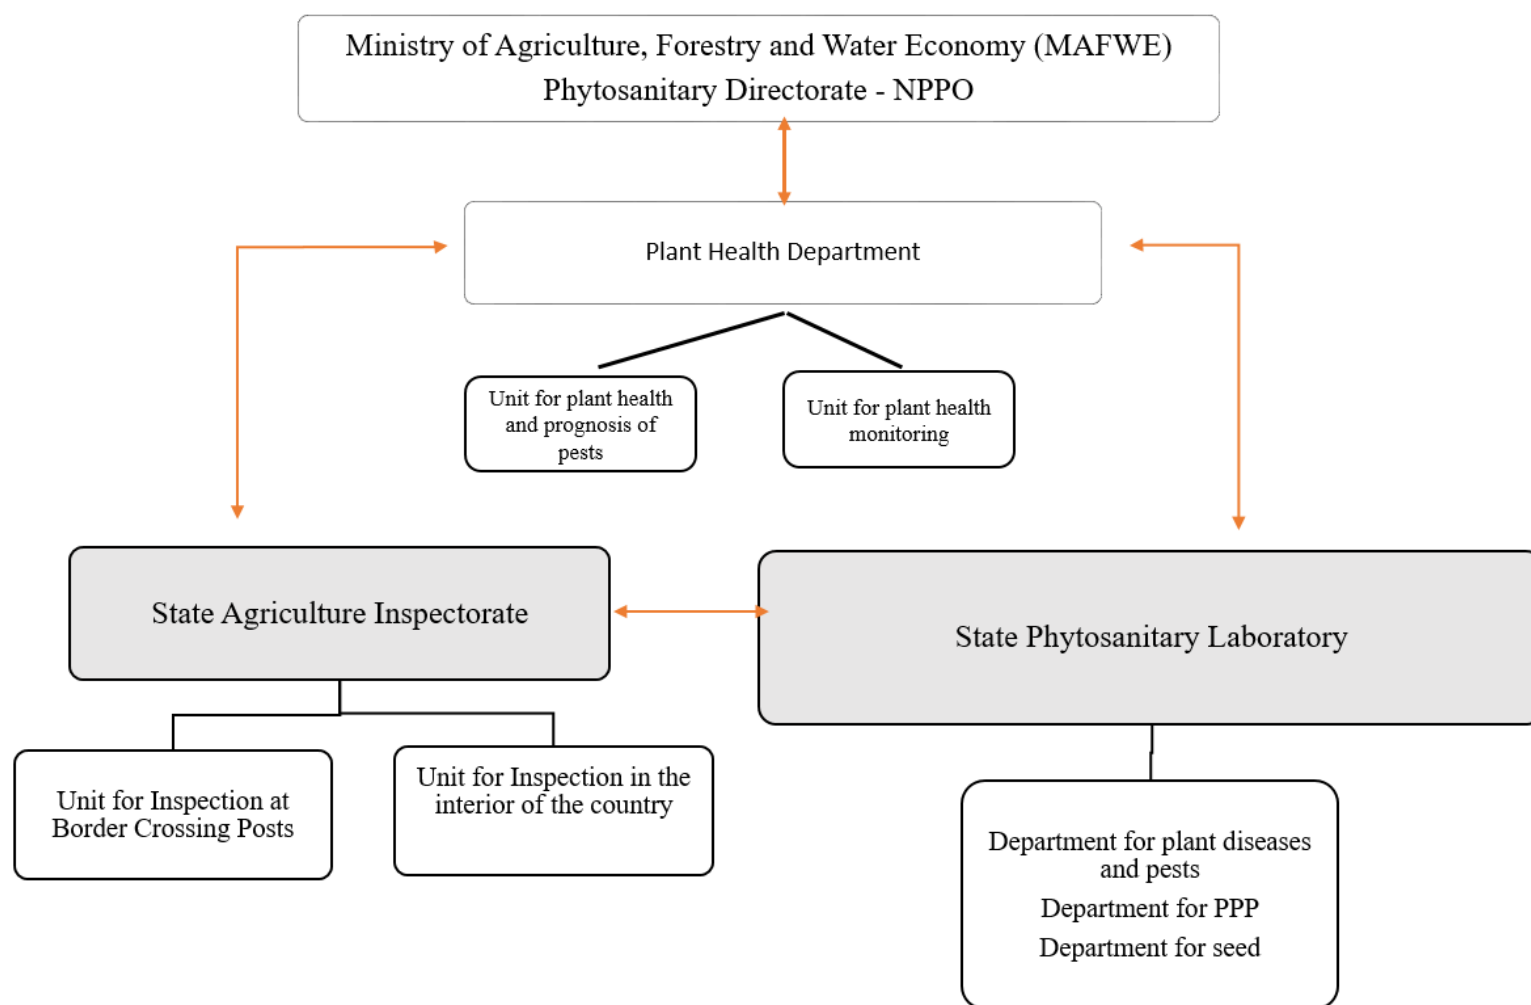 Ministry of Agriculture, Forestry and Water Economy (MAFWE)
Phytosanitary Directorate - NPPO
Plant Health Department
Unit for plant health
and prognosis of
pests
Unit for plant health
monitoring
State Agriculture Inspectorate
State Phytosanitary Laboratory
Unit for Inspection at
Border Crossing Posts
Unit for Inspection in the
interior of the country
Department for plant diseases
and pests
Department for PPP
Department for seed